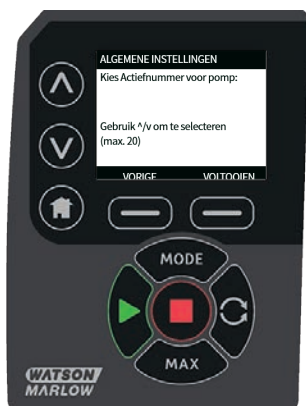 ALGEMENE INSTELLINGEN
Kies Actiefnummer voor pomp:
Gebruik ^/v om te selecteren
(max. 20)
VORIGE VOLTOOIEN
MODE
MAX
WATSON
MARLOW